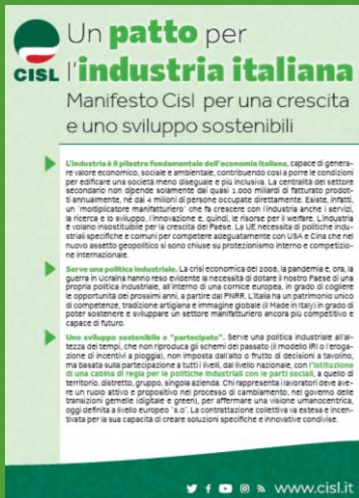 Un patto per
CISL l'industria italiana
Manifesto Cisl per una crescita
e uno sviluppo sostenibili
L'industria è il pilastro fondamentale dell'economia italiana, capace di genera-
re valore economico, sociale e ambientale, contribuendo così a porre le condizioni
per edificare una società meno diseguale e più inclusiva. La centralità del settore
secondario non dipende solamente dai quasi 1.000 miliardi di fatturato prodot-
ti annualmente, né dai 4 milioni di persone occupate direttamente. Esiste, infatti,
un "moltiplicatore manifatturiero" che fa crescere con l'industria anche i servizi,
la ricerca e lo sviluppo, l'innovazione e, quindi, le risorse per il welfare. L'industria
è volano insostituibile per la crescita del Paese. La UE necessita di politiche indu-
striali specifiche e comuni per competere adeguatamente con USA e Cina che nel
nuovo assetto geopolitico si sono chiuse su protezionismo interno e competizio-
ne internazionale.
Serve una politica industriale. La crisi economica del 2008, la pandemia e, ora, la
guerra in Ucraina hanno reso evidente la necessità di dotare il nostro Paese di una
propria politica industriale, all'interno di una cornice europea, in grado di cogliere
le opportunità dei prossimi anni, a partire dal PNRR. L'Italia ha un patrimonio unico
di competenze, tradizione artigiana e immagine globale (il Made in Italy) in grado di
poter sostenere e sviluppare un settore manifatturiero ancora più competitivo e
capace di futuro.
Uno sviluppo sostenibile o "partecipato". Serve una politica industriale all'al-
tezza dei tempi, che non riproduca gli schemi del passato (il modello IRI o l'eroga-
zione di incentivi a pioggia), non imposta dall'alto o frutto di decisioni a tavolino,
ma basata sulla partecipazione a tutti i livelli, dal livello nazionale, con l'istituzione
di una cabina di regia per le politiche industriali con le parti sociali, a quello di
territorio, distretto, gruppo, singola azienda. Chi rappresenta i lavoratori deve ave-
re un ruolo attivo e propositivo nel processo di cambiamento, nel governo delle
transizioni gemelle (digitale e green), per affermare una visione umanocentrica,
oggi definita a livello europeo "5.0". La contrattazione collettiva va estesa e incen-
tivata per la sua capacità di creare soluzioni specifiche e innovative condivise.
www.cisl.it